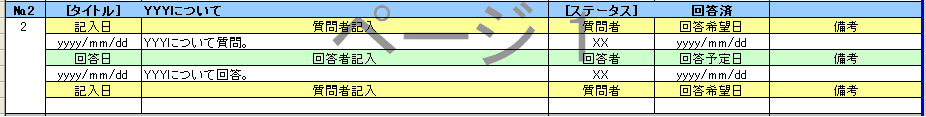 No.2 [タイトル] YYYについて [ステータス] 回答済
2 記入日 質問者記入 質問者 回答希望日 備考
yyyy/mm/dd YYYについて質問。 XX yyyy/mm/dd
回答日 回答者記入 回答者 回答予定日 備考
yyyy/mm/dd YYYについて回答。 XX yyyy/mm/dd
記入日 質問者記入 質問者 回答希望日 備考
ページ 1